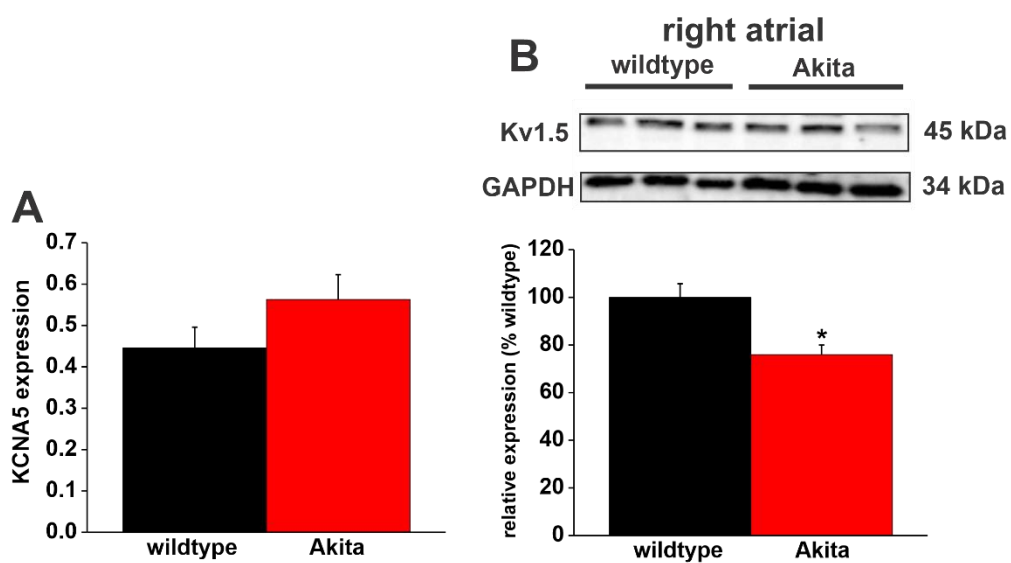 A
0.7
0.6
0.5
0.4
0.3
0.2
0.1
0.0
KCNA5 expression
wildtype Akita
B
right atrial
wildtype Akita
Kv1.5 45 kDa
GAPDH 34 kDa
120
100
80
60
40
20
0
relative expression (% wildtype)
*
wildtype Akita